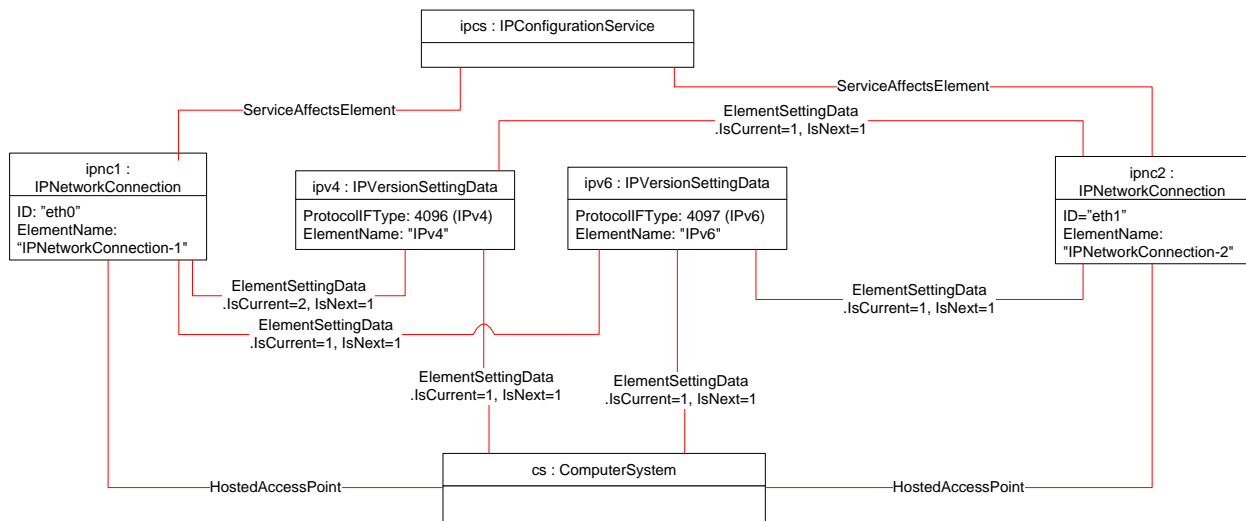 ipcs : IPConfigurationService
ServiceAffectsElement
ServiceAffectsElement
ElementSettingData
.IsCurrent=1, IsNext=1
ipnc1 :
IPNetworkConnection
ID: ”eth0”
ElementName:
“IPNetworkConnection-1"
ipv4 : IPVersionSettingData
ProtocolIFType: 4096 (IPv4)
ElementName: "IPv4"
ipv6 : IPVersionSettingData
ProtocolIFType: 4097 (IPv6)
ElementName: "IPv6"
ipnc2 :
IPNetworkConnection
ID=”eth1”
ElementName:
"IPNetworkConnection-2"
ElementSettingData
.IsCurrent=2, IsNext=1
ElementSettingData
.IsCurrent=1, IsNext=1
ElementSettingData
.IsCurrent=1, IsNext=1
ElementSettingData
.IsCurrent=1, IsNext=1
ElementSettingData
.IsCurrent=1, IsNext=1
cs : ComputerSystem
HostedAccessPoint
HostedAccessPoint